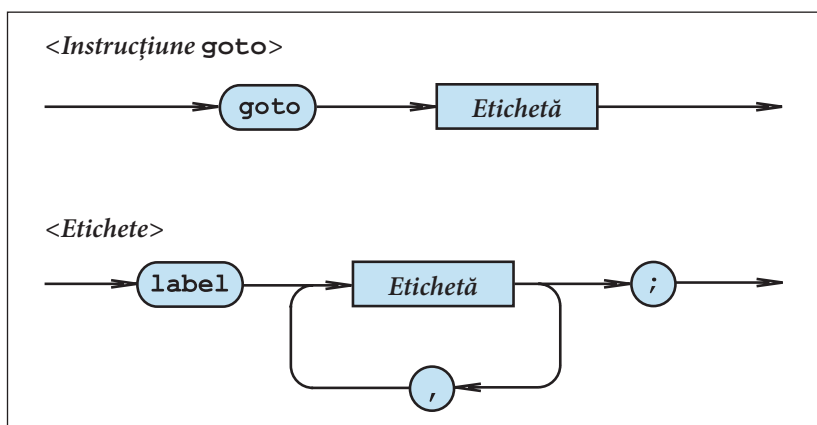 <Instrucțiune goto>
goto Etichetă
<Etichete>
label Etichetă ;
,